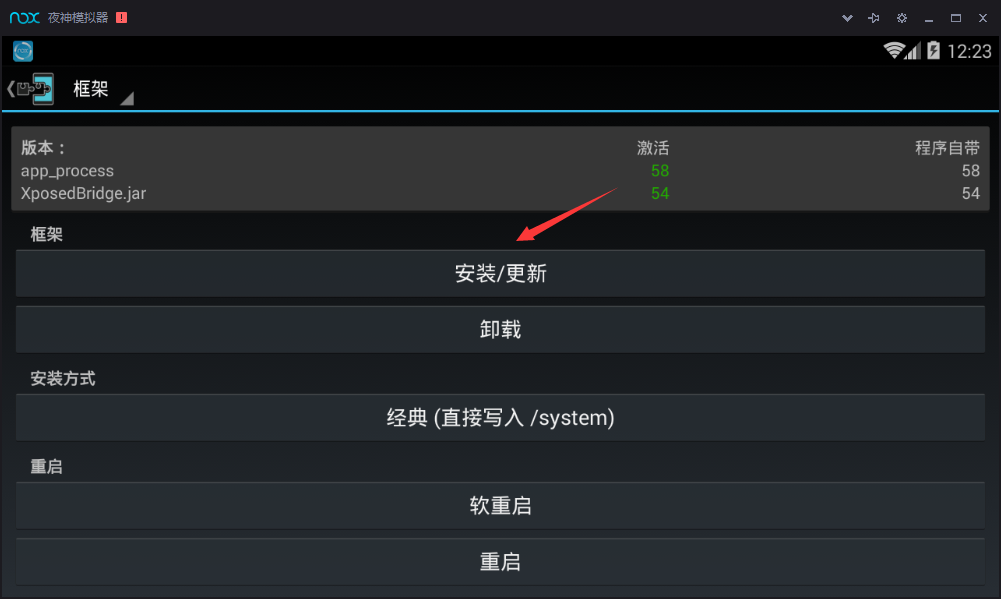 nox 夜神模拟器
12:23
框架
版本： 激活 程序自带
app_process 58 58
XposedBridge.jar 54 54
框架
安装/更新
卸载
安装方式
经典 (直接写入 /system)
重启
软重启
重启